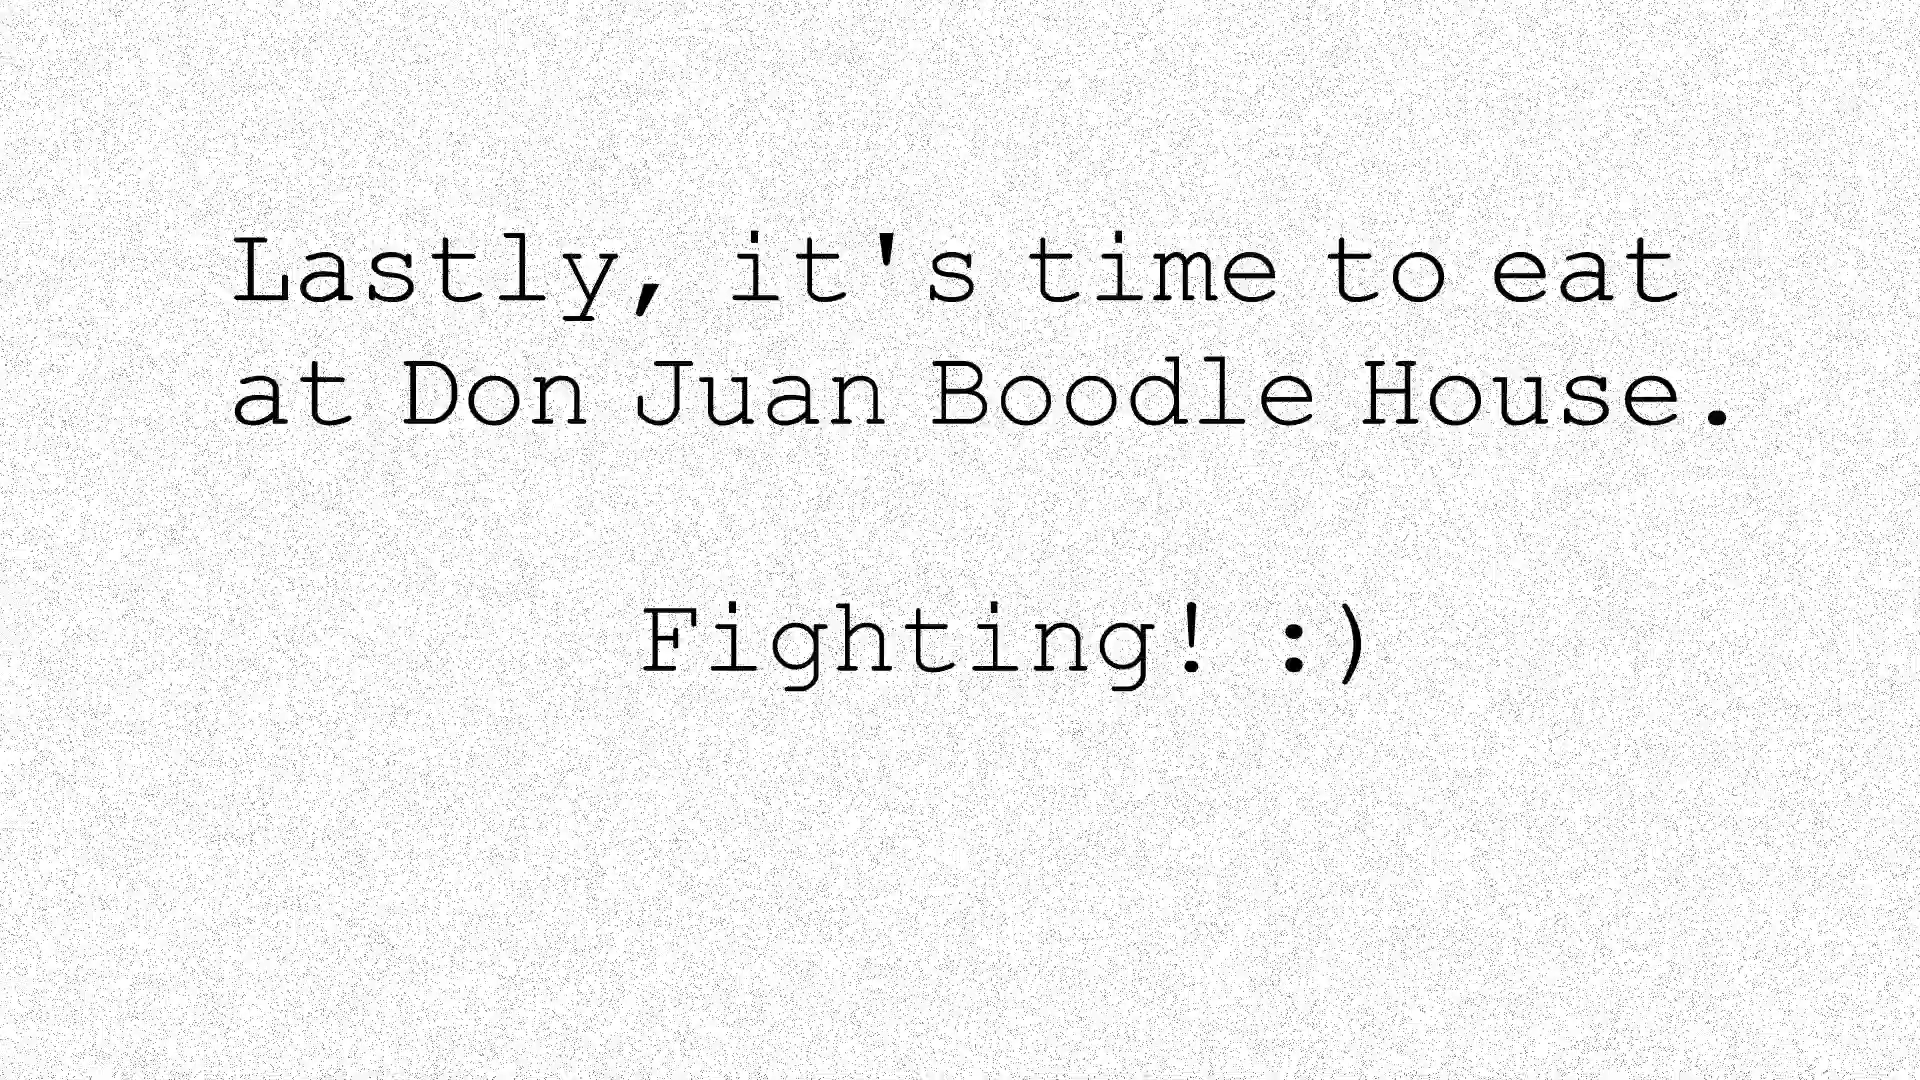 Lastly, it's time to eat
at Don Juan Boodle House.
Fighting! :)